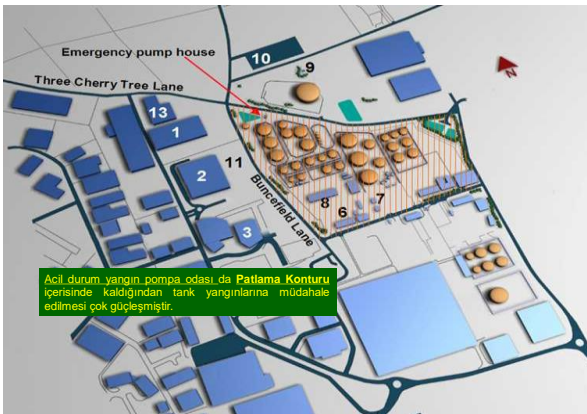 10
Emergency pump house
9
Three Cherry Tree Lane
N
13
1
11
2
Buncefield Lane
8
7
6
3
Acil durum yangın pompa odası da Patlama Konturu
içerisinde kaldığından tank yangınlarına müdahale
edilmesi çok güçleşmiştir.